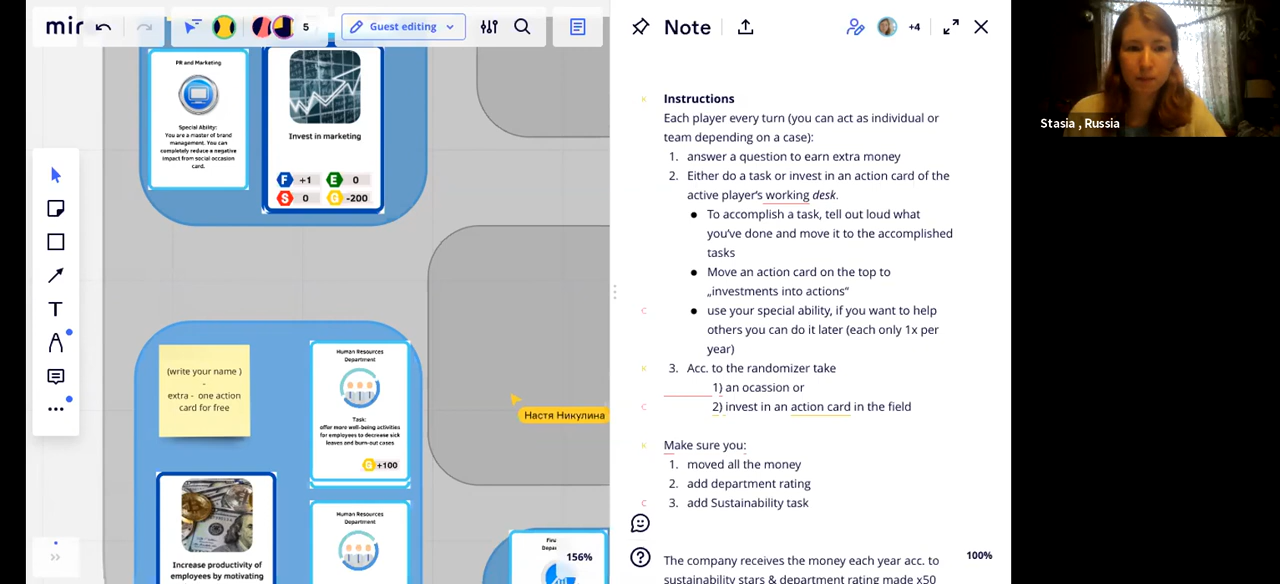 mir
5
Guest editing
Note
+4
PR and Marketing
Special Ability:
You are a master of brand
management. You can
completely reduce a negative
impact from social occasion
card.
Invest in marketing
F +1 E 0
S 0 G -200
(write your name )
-
extra - one action
card for free
Human Resources
Department
Task:
offer more well-being activities
for employees to decrease sick
leaves and burn-out cases
G +100
Increase productivity of
employees by motivating
Human Resources
Department
Настя Никулина
156%
K
Instructions
Each player every turn (you can act as individual or
team depending on a case):
1. answer a question to earn extra money
2. Either do a task or invest in an action card of the
active player's working desk.
● To accomplish a task, tell out loud what
you've done and move it to the accomplished
tasks
● Move an action card on the top to
„investments into actions“
C
● use your special ability, if you want to help
others you can do it later (each only 1x per
year)
K
3. Acc. to the randomizer take
1) an ocassion or
C
2) invest in an action card in the field
K
Make sure you:
1. moved all the money
2. add department rating
C
3. add Sustainability task
The company receives the money each year acc. to
sustainability stars & department rating made x50
100%
Stasia , Russia